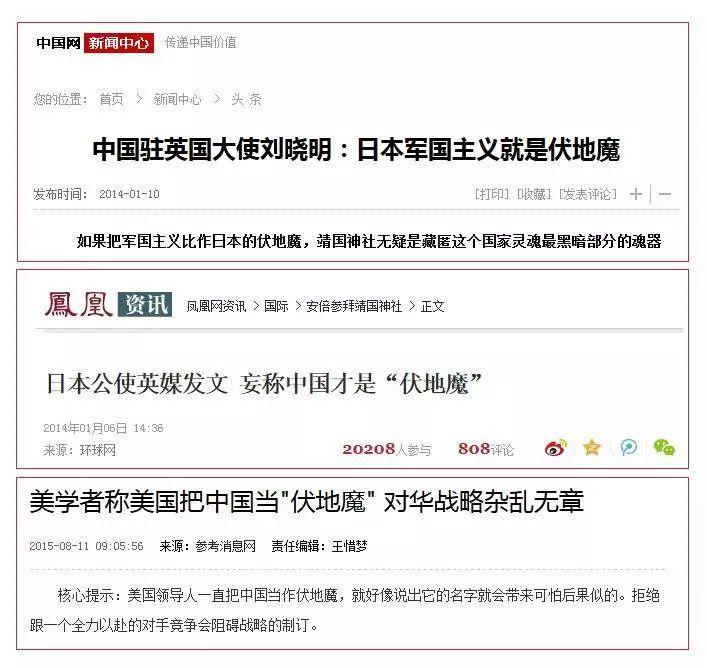 中国网 新闻中心 传递中国价值
您的位置： 首页 > 新闻中心 > 头 条
中国驻英国大使刘晓明：日本军国主义就是伏地魔
发布时间： 2014-01-10 [打印] [收藏] [发表评论] + —
如果把军国主义比作日本的伏地魔，靖国神社无疑是藏匿这个国家灵魂最黑暗部分的魂器
鳳凰 资讯 凤凰网资讯 > 国际 > 安倍参拜靖国神社 > 正文
日本公使英媒发文 妄称中国才是“伏地魔”
2014年01月06日 14:36
来源：环球网 20208人参与 808评论
美学者称美国把中国当"伏地魔" 对华战略杂乱无章
2015-08-11 09:05:56 来源：参考消息网 责任编辑：王惜梦
核心提示：美国领导人一直把中国当作伏地魔，就好像说出它的名字就会带来可怕后果似的。拒绝
跟一个全力以赴的对手竞争会阻碍战略的制订。